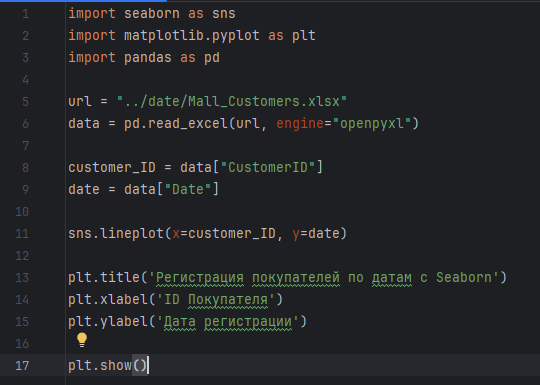 1 import seaborn as sns
2 import matplotlib.pyplot as plt
3 import pandas as pd
4
5 url = "../date/Mall_Customers.xlsx"
6 data = pd.read_excel(url, engine="openpyxl")
7
8 customer_ID = data["CustomerID"]
9 date = data["Date"]
10
11 sns.lineplot(x=customer_ID, y=date)
12
13 plt.title('Регистрация покупателей по датам с Seaborn')
14 plt.xlabel('ID Покупателя')
15 plt.ylabel('Дата регистрации')
16
17 plt.show()